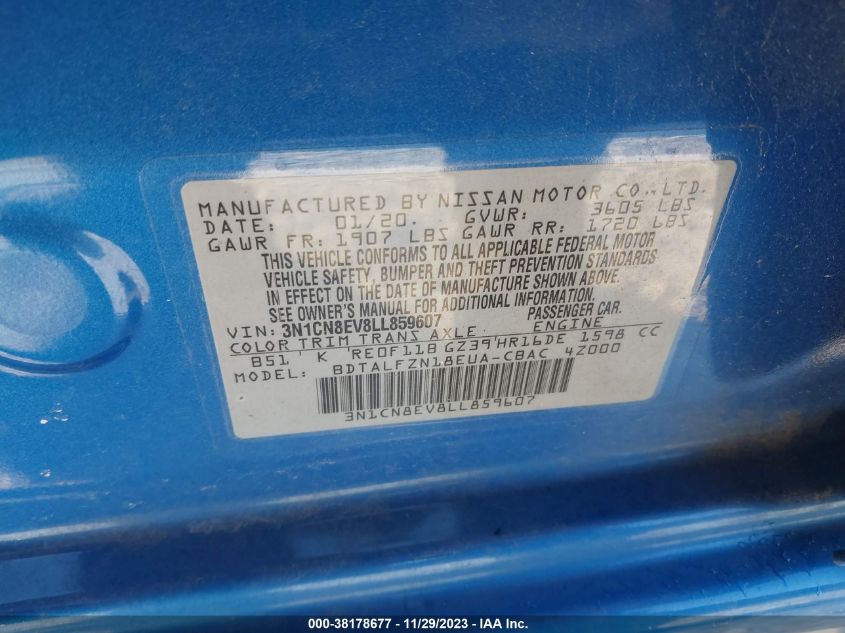 MANUFACTURED BY NISSAN MOTOR CO., LTD.
DATE: 01/20. GVWR: 3605 LBS
GAWR FR: 1907 LBS GAWR RR: 1720 LBS
THIS VEHICLE CONFORMS TO ALL APPLICABLE FEDERAL MOTOR
VEHICLE SAFETY, BUMPER AND THEFT PREVENTION STANDARDS
IN EFFECT ON THE DATE OF MANUFACTURE SHOWN ABOVE.
SEE OWNER'S MANUAL FOR ADDITIONAL INFORMATION.
VIN: 3N1CN8EV8LL859607 PASSENGER CAR.
COLOR TRIM TRANS AXLE ENGINE
B51 K RE0F11B GZ39 HR16DE 1598 CC
MODEL: BDTALFZN18EUA-CBAC 4Z000
3N1CN8EV8LL859607
000-38178677 - 11/29/2023 - IAA Inc.